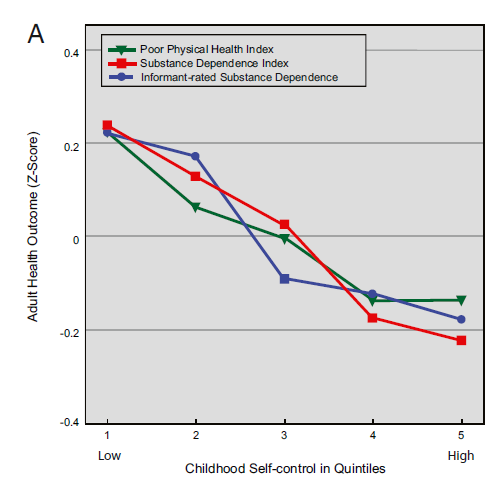 A
Poor Physical Health Index
Substance Dependence Index
Informant-rated Substance Dependence
Adult Health Outcome (Z-Score)
0.4
0.2
0
-0.2
-0.4
1 2 3 4 5
Low High
Childhood Self-control in Quintiles